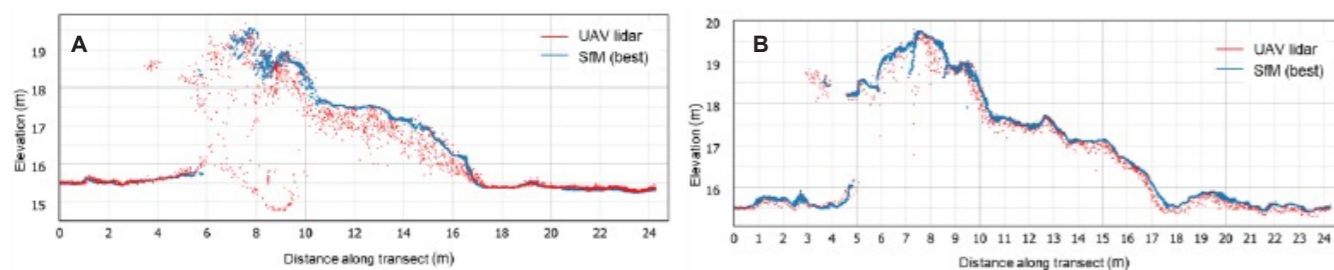 A
UAV lidar
SfM (best)
Elevation (m)
19
18
17
16
15
0 2 4 6 8 10 12 14 16 18 20 22 24
Distance along transect (m)
B
UAV lidar
SfM (best)
Elevation (m)
20
19
18
17
16
0 1 2 3 4 5 6 7 8 9 10 11 12 13 14 15 16 17 18 19 20 21 22 23 24
Distance along transect (m)